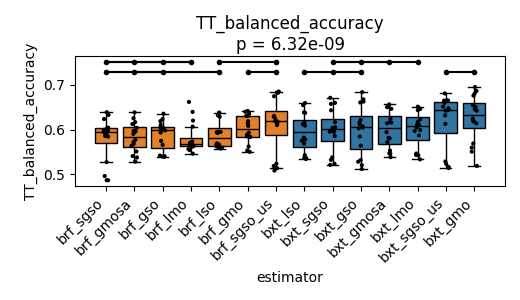 TT_balanced_accuracy
p = 6.32e-09
TT_balanced_accuracy
0.7
0.6
0.5
brf_sgso
brf_gmosa
brf_gso
brf_lmo
brf_lso
brf_gmo
brf_sgso_us
bxt_lso
bxt_sgso
bxt_gso
bxt_gmosa
bxt_lmo
bxt_sgso_us
bxt_gmo
estimator